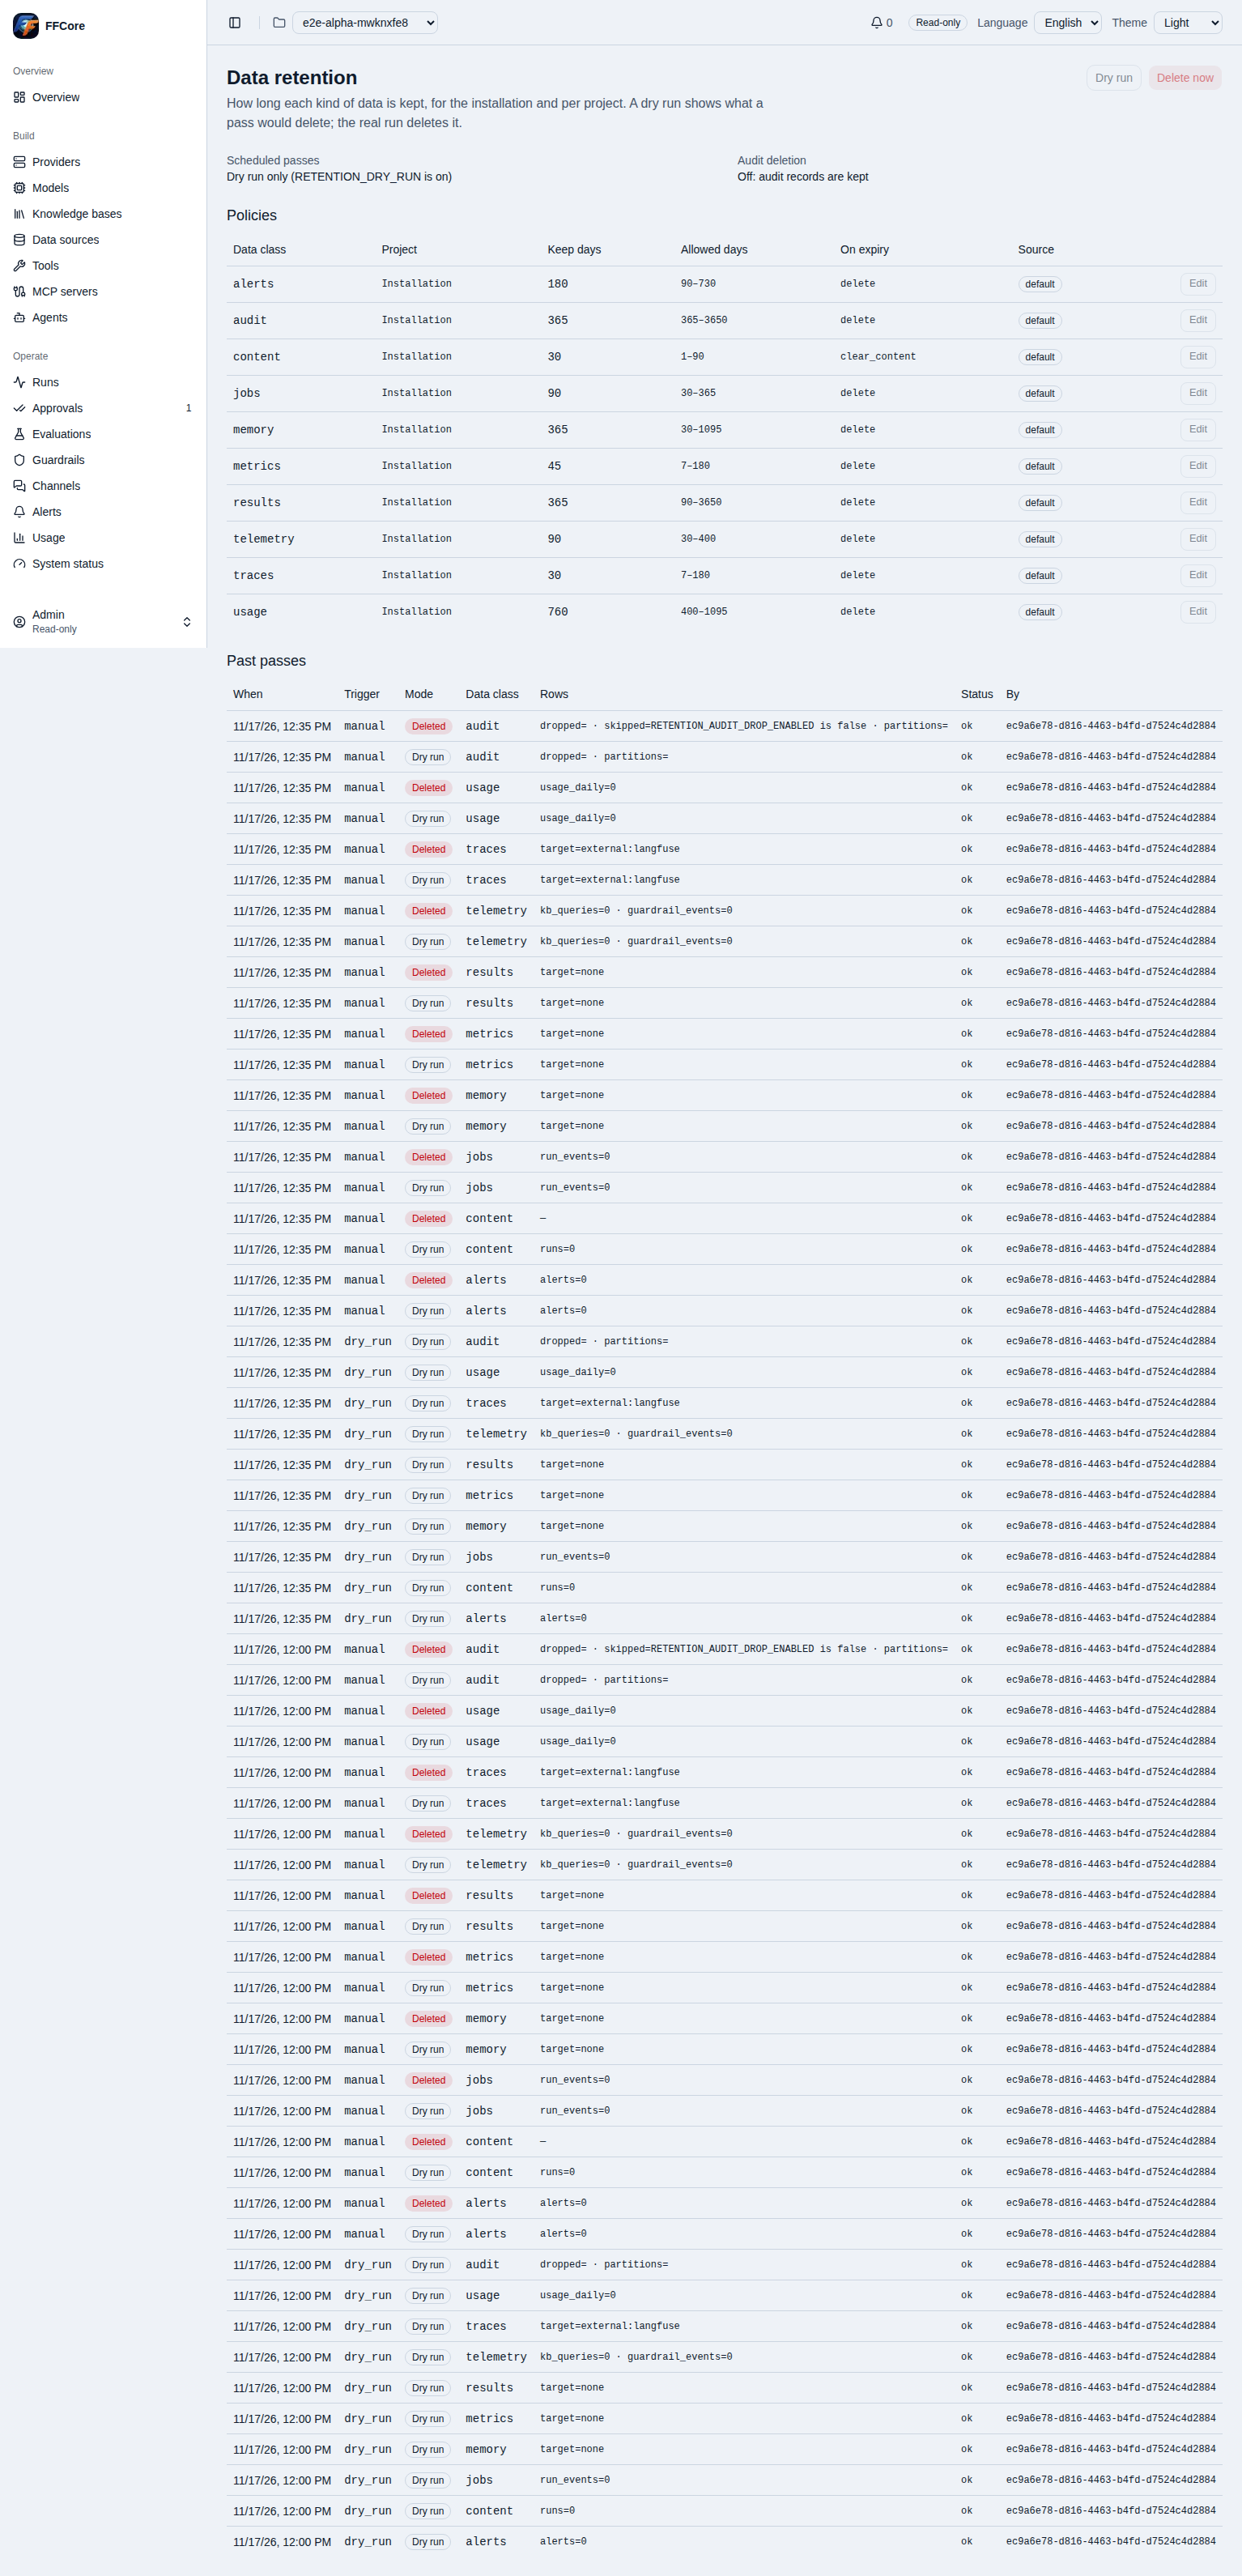 FFCore
e2e-alpha-mwknxfe8
0
Read-only
Language
English
Theme
Light
Overview
Overview
Build
Providers
Models
Knowledge bases
Data sources
Tools
MCP servers
Agents
Operate
Runs
Approvals 1
Evaluations
Guardrails
Channels
Alerts
Usage
System status
Admin
Read-only
Data retention
Dry run
Delete now
How long each kind of data is kept, for the installation and per project. A dry run shows what a
pass would delete; the real run deletes it.
Scheduled passes
Dry run only (RETENTION_DRY_RUN is on)
Audit deletion
Off: audit records are kept
Policies
Data class Project Keep days Allowed days On expiry Source
alerts Installation 180 90–730 delete default Edit
audit Installation 365 365–3650 delete default Edit
content Installation 30 1–90 clear_content default Edit
jobs Installation 90 30–365 delete default Edit
memory Installation 365 30–1095 delete default Edit
metrics Installation 45 7–180 delete default Edit
results Installation 365 90–3650 delete default Edit
telemetry Installation 90 30–400 delete default Edit
traces Installation 30 7–180 delete default Edit
usage Installation 760 400–1095 delete default Edit
Past passes
When Trigger Mode Data class Rows Status By
11/17/26, 12:35 PM manual Deleted audit dropped= · skipped=RETENTION_AUDIT_DROP_ENABLED is false · partitions= ok ec9a6e78-d816-4463-b4fd-d7524c4d2884
11/17/26, 12:35 PM manual Dry run audit dropped= · partitions= ok ec9a6e78-d816-4463-b4fd-d7524c4d2884
11/17/26, 12:35 PM manual Deleted usage usage_daily=0 ok ec9a6e78-d816-4463-b4fd-d7524c4d2884
11/17/26, 12:35 PM manual Dry run usage usage_daily=0 ok ec9a6e78-d816-4463-b4fd-d7524c4d2884
11/17/26, 12:35 PM manual Deleted traces target=external:langfuse ok ec9a6e78-d816-4463-b4fd-d7524c4d2884
11/17/26, 12:35 PM manual Dry run traces target=external:langfuse ok ec9a6e78-d816-4463-b4fd-d7524c4d2884
11/17/26, 12:35 PM manual Deleted telemetry kb_queries=0 · guardrail_events=0 ok ec9a6e78-d816-4463-b4fd-d7524c4d2884
11/17/26, 12:35 PM manual Dry run telemetry kb_queries=0 · guardrail_events=0 ok ec9a6e78-d816-4463-b4fd-d7524c4d2884
11/17/26, 12:35 PM manual Deleted results target=none ok ec9a6e78-d816-4463-b4fd-d7524c4d2884
11/17/26, 12:35 PM manual Dry run results target=none ok ec9a6e78-d816-4463-b4fd-d7524c4d2884
11/17/26, 12:35 PM manual Deleted metrics target=none ok ec9a6e78-d816-4463-b4fd-d7524c4d2884
11/17/26, 12:35 PM manual Dry run metrics target=none ok ec9a6e78-d816-4463-b4fd-d7524c4d2884
11/17/26, 12:35 PM manual Deleted memory target=none ok ec9a6e78-d816-4463-b4fd-d7524c4d2884
11/17/26, 12:35 PM manual Dry run memory target=none ok ec9a6e78-d816-4463-b4fd-d7524c4d2884
11/17/26, 12:35 PM manual Deleted jobs run_events=0 ok ec9a6e78-d816-4463-b4fd-d7524c4d2884
11/17/26, 12:35 PM manual Dry run jobs run_events=0 ok ec9a6e78-d816-4463-b4fd-d7524c4d2884
11/17/26, 12:35 PM manual Deleted content — ok ec9a6e78-d816-4463-b4fd-d7524c4d2884
11/17/26, 12:35 PM manual Dry run content runs=0 ok ec9a6e78-d816-4463-b4fd-d7524c4d2884
11/17/26, 12:35 PM manual Deleted alerts alerts=0 ok ec9a6e78-d816-4463-b4fd-d7524c4d2884
11/17/26, 12:35 PM manual Dry run alerts alerts=0 ok ec9a6e78-d816-4463-b4fd-d7524c4d2884
11/17/26, 12:35 PM dry_run Dry run audit dropped= · partitions= ok ec9a6e78-d816-4463-b4fd-d7524c4d2884
11/17/26, 12:35 PM dry_run Dry run usage usage_daily=0 ok ec9a6e78-d816-4463-b4fd-d7524c4d2884
11/17/26, 12:35 PM dry_run Dry run traces target=external:langfuse ok ec9a6e78-d816-4463-b4fd-d7524c4d2884
11/17/26, 12:35 PM dry_run Dry run telemetry kb_queries=0 · guardrail_events=0 ok ec9a6e78-d816-4463-b4fd-d7524c4d2884
11/17/26, 12:35 PM dry_run Dry run results target=none ok ec9a6e78-d816-4463-b4fd-d7524c4d2884
11/17/26, 12:35 PM dry_run Dry run metrics target=none ok ec9a6e78-d816-4463-b4fd-d7524c4d2884
11/17/26, 12:35 PM dry_run Dry run memory target=none ok ec9a6e78-d816-4463-b4fd-d7524c4d2884
11/17/26, 12:35 PM dry_run Dry run jobs run_events=0 ok ec9a6e78-d816-4463-b4fd-d7524c4d2884
11/17/26, 12:35 PM dry_run Dry run content runs=0 ok ec9a6e78-d816-4463-b4fd-d7524c4d2884
11/17/26, 12:35 PM dry_run Dry run alerts alerts=0 ok ec9a6e78-d816-4463-b4fd-d7524c4d2884
11/17/26, 12:00 PM manual Deleted audit dropped= · skipped=RETENTION_AUDIT_DROP_ENABLED is false · partitions= ok ec9a6e78-d816-4463-b4fd-d7524c4d2884
11/17/26, 12:00 PM manual Dry run audit dropped= · partitions= ok ec9a6e78-d816-4463-b4fd-d7524c4d2884
11/17/26, 12:00 PM manual Deleted usage usage_daily=0 ok ec9a6e78-d816-4463-b4fd-d7524c4d2884
11/17/26, 12:00 PM manual Dry run usage usage_daily=0 ok ec9a6e78-d816-4463-b4fd-d7524c4d2884
11/17/26, 12:00 PM manual Deleted traces target=external:langfuse ok ec9a6e78-d816-4463-b4fd-d7524c4d2884
11/17/26, 12:00 PM manual Dry run traces target=external:langfuse ok ec9a6e78-d816-4463-b4fd-d7524c4d2884
11/17/26, 12:00 PM manual Deleted telemetry kb_queries=0 · guardrail_events=0 ok ec9a6e78-d816-4463-b4fd-d7524c4d2884
11/17/26, 12:00 PM manual Dry run telemetry kb_queries=0 · guardrail_events=0 ok ec9a6e78-d816-4463-b4fd-d7524c4d2884
11/17/26, 12:00 PM manual Deleted results target=none ok ec9a6e78-d816-4463-b4fd-d7524c4d2884
11/17/26, 12:00 PM manual Dry run results target=none ok ec9a6e78-d816-4463-b4fd-d7524c4d2884
11/17/26, 12:00 PM manual Deleted metrics target=none ok ec9a6e78-d816-4463-b4fd-d7524c4d2884
11/17/26, 12:00 PM manual Dry run metrics target=none ok ec9a6e78-d816-4463-b4fd-d7524c4d2884
11/17/26, 12:00 PM manual Deleted memory target=none ok ec9a6e78-d816-4463-b4fd-d7524c4d2884
11/17/26, 12:00 PM manual Dry run memory target=none ok ec9a6e78-d816-4463-b4fd-d7524c4d2884
11/17/26, 12:00 PM manual Deleted jobs run_events=0 ok ec9a6e78-d816-4463-b4fd-d7524c4d2884
11/17/26, 12:00 PM manual Dry run jobs run_events=0 ok ec9a6e78-d816-4463-b4fd-d7524c4d2884
11/17/26, 12:00 PM manual Deleted content — ok ec9a6e78-d816-4463-b4fd-d7524c4d2884
11/17/26, 12:00 PM manual Dry run content runs=0 ok ec9a6e78-d816-4463-b4fd-d7524c4d2884
11/17/26, 12:00 PM manual Deleted alerts alerts=0 ok ec9a6e78-d816-4463-b4fd-d7524c4d2884
11/17/26, 12:00 PM manual Dry run alerts alerts=0 ok ec9a6e78-d816-4463-b4fd-d7524c4d2884
11/17/26, 12:00 PM dry_run Dry run audit dropped= · partitions= ok ec9a6e78-d816-4463-b4fd-d7524c4d2884
11/17/26, 12:00 PM dry_run Dry run usage usage_daily=0 ok ec9a6e78-d816-4463-b4fd-d7524c4d2884
11/17/26, 12:00 PM dry_run Dry run traces target=external:langfuse ok ec9a6e78-d816-4463-b4fd-d7524c4d2884
11/17/26, 12:00 PM dry_run Dry run telemetry kb_queries=0 · guardrail_events=0 ok ec9a6e78-d816-4463-b4fd-d7524c4d2884
11/17/26, 12:00 PM dry_run Dry run results target=none ok ec9a6e78-d816-4463-b4fd-d7524c4d2884
11/17/26, 12:00 PM dry_run Dry run metrics target=none ok ec9a6e78-d816-4463-b4fd-d7524c4d2884
11/17/26, 12:00 PM dry_run Dry run memory target=none ok ec9a6e78-d816-4463-b4fd-d7524c4d2884
11/17/26, 12:00 PM dry_run Dry run jobs run_events=0 ok ec9a6e78-d816-4463-b4fd-d7524c4d2884
11/17/26, 12:00 PM dry_run Dry run content runs=0 ok ec9a6e78-d816-4463-b4fd-d7524c4d2884
11/17/26, 12:00 PM dry_run Dry run alerts alerts=0 ok ec9a6e78-d816-4463-b4fd-d7524c4d2884